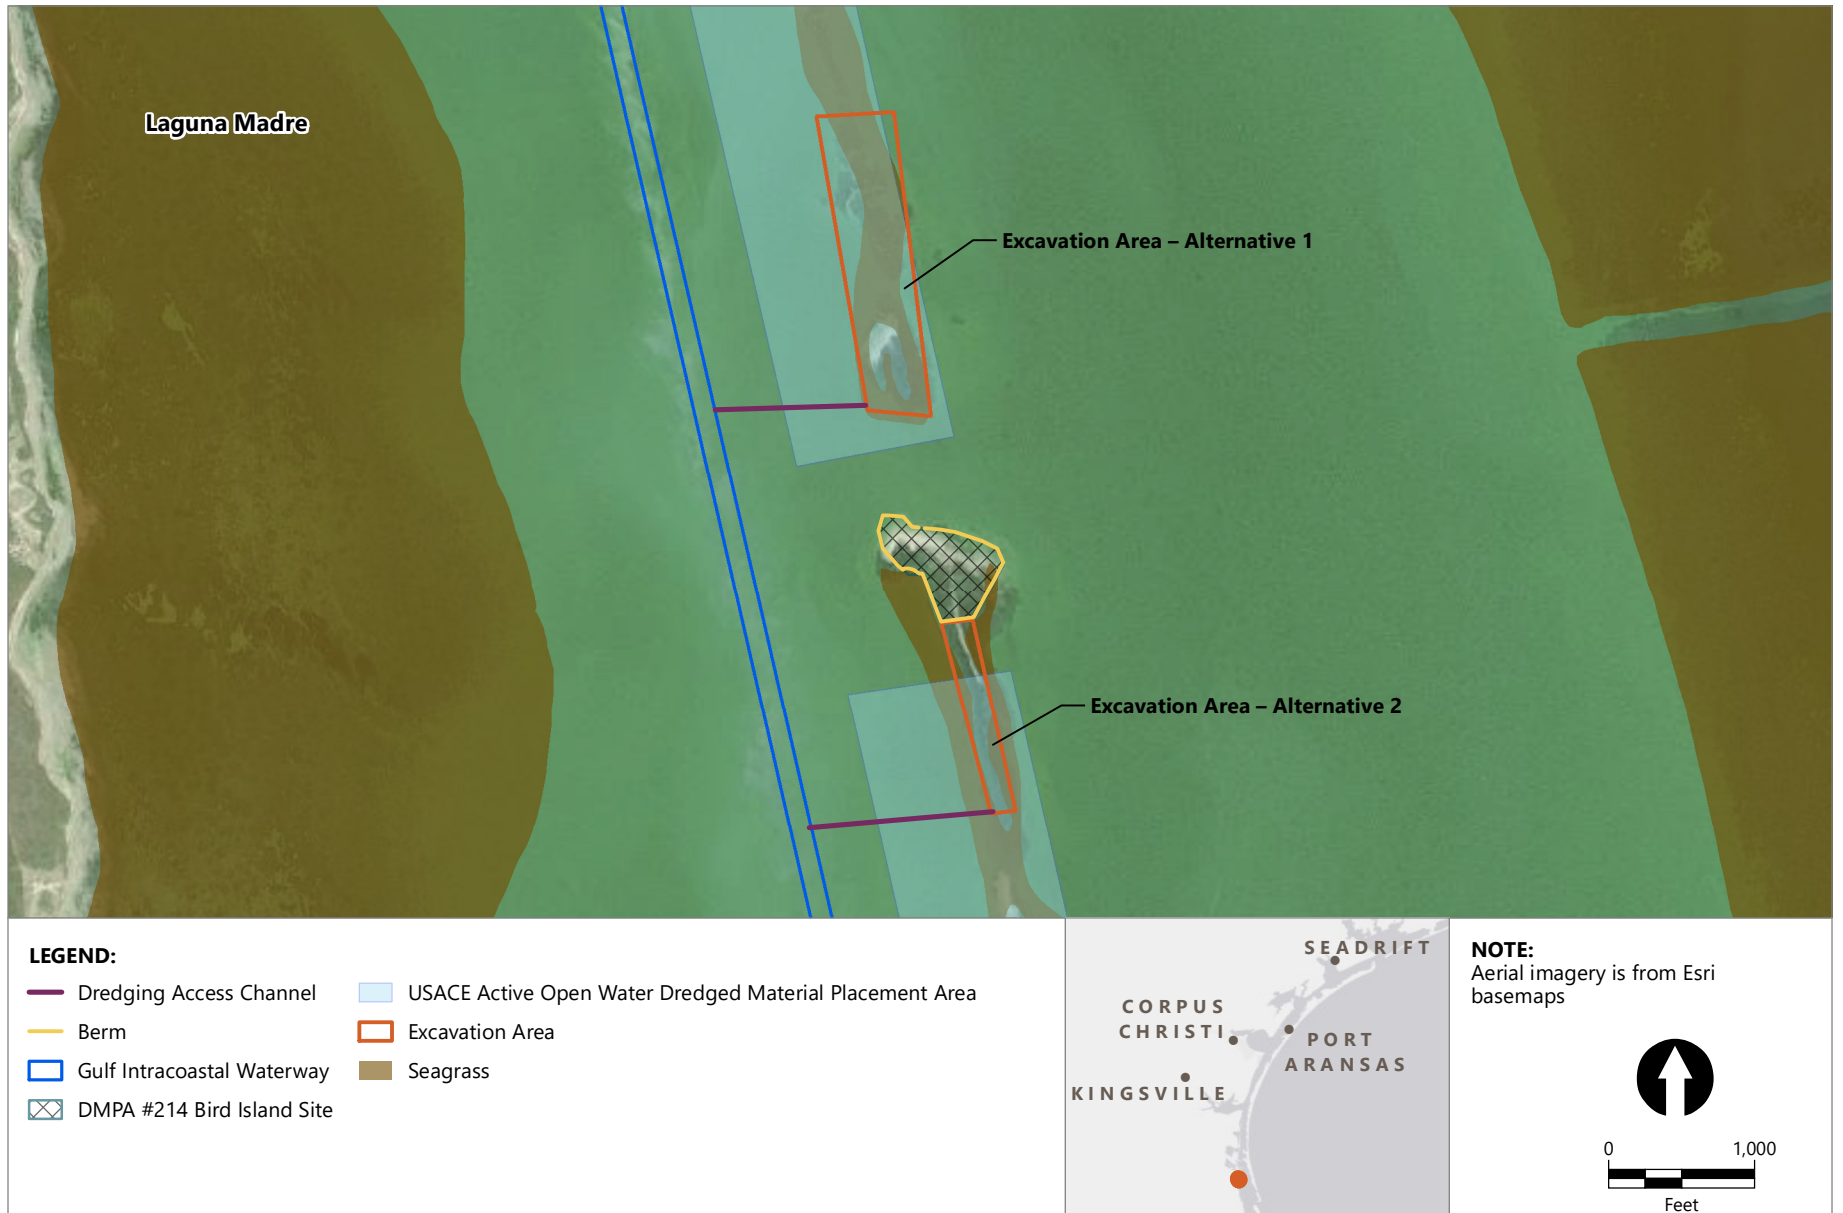 Laguna Madre
Excavation Area – Alternative 1
Excavation Area – Alternative 2
LEGEND:
Dredging Access Channel
Berm
Gulf Intracoastal Waterway
DMPA #214 Bird Island Site
USACE Active Open Water Dredged Material Placement Area
Excavation Area
Seagrass
SEADRIFT
CORPUS
CHRISTI
PORT
ARANSAS
KINGSVILLE
NOTE:
Aerial imagery is from Esri
basemaps
0 1,000
Feet